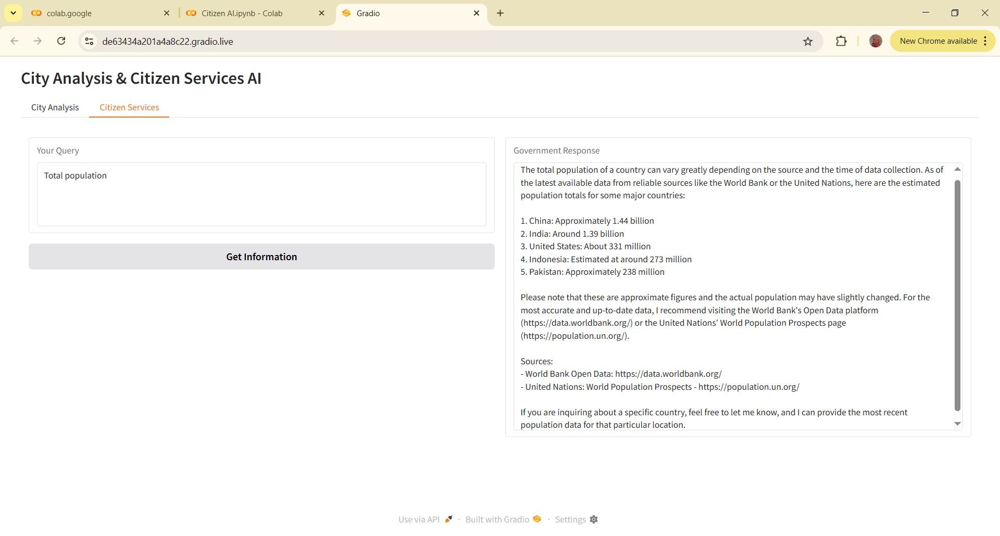 colab.google
Citizen AI.ipynb - Colab
Gradio
de63434a201a4a8c22.gradio.live
New Chrome available
City Analysis & Citizen Services AI
City Analysis
Citizen Services
Your Query
Total population
Get Information
Government Response
The total population of a country can vary greatly depending on the source and the time of data collection. As of
the latest available data from reliable sources like the World Bank or the United Nations, here are the estimated
population totals for some major countries:
1. China: Approximately 1.44 billion
2. India: Around 1.39 billion
3. United States: About 331 million
4. Indonesia: Estimated at around 273 million
5. Pakistan: Approximately 238 million
Please note that these are approximate figures and the actual population may have slightly changed. For the
most accurate and up-to-date data, I recommend visiting the World Bank's Open Data platform
(https://data.worldbank.org/) or the United Nations' World Population Prospects page
(https://population.un.org/).
Sources:
- World Bank Open Data: https://data.worldbank.org/
- United Nations: World Population Prospects - https://population.un.org/
If you are inquiring about a specific country, feel free to let me know, and I can provide the most recent
population data for that particular location.
Use via API · Built with Gradio · Settings